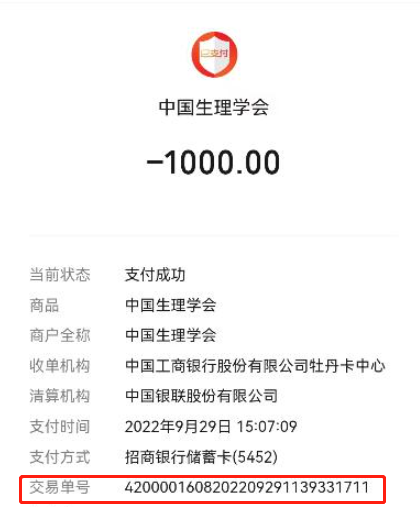 已支付
中国生理学会
-1000.00
当前状态 支付成功
商品 中国生理学会
商户全称 中国生理学会
收单机构 中国工商银行股份有限公司牡丹卡中心
清算机构 中国银联股份有限公司
支付时间 2022年9月29日 15:07:09
支付方式 招商银行储蓄卡(5452)
交易单号 4200001608202209291139331711